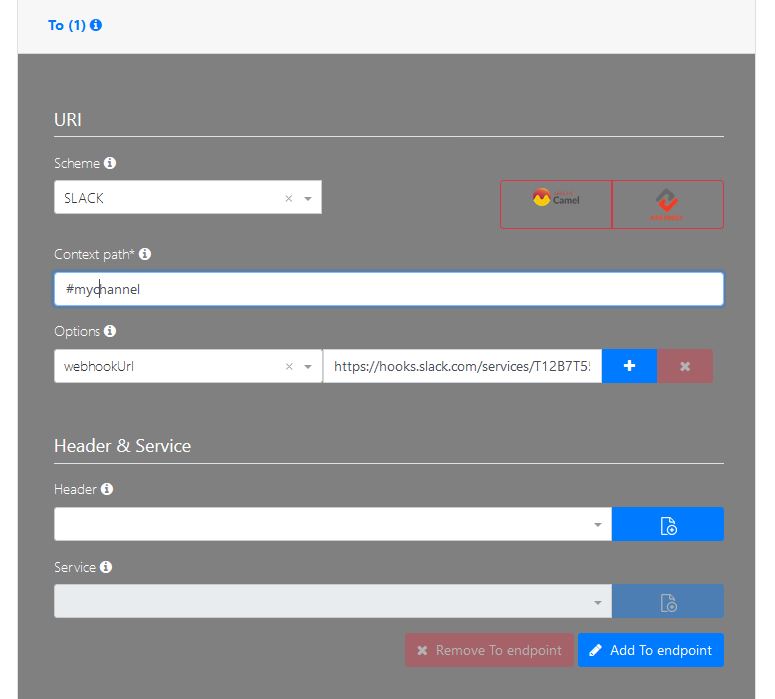 To (1)
URI
Scheme
SLACK
Camel
Context path*
#mychannel
Options
webhookUrl
https://hooks.slack.com/services/T12B7T5
Header & Service
Header
Service
Remove To endpoint
Add To endpoint